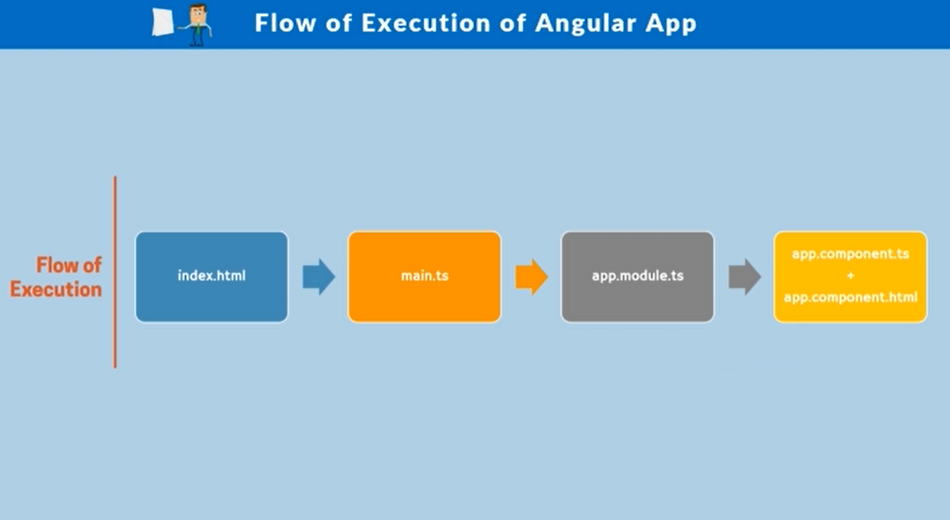 Flow of Execution of Angular App
Flow of
Execution
index.html
main.ts
app.module.ts
app.component.ts
+
app.component.html